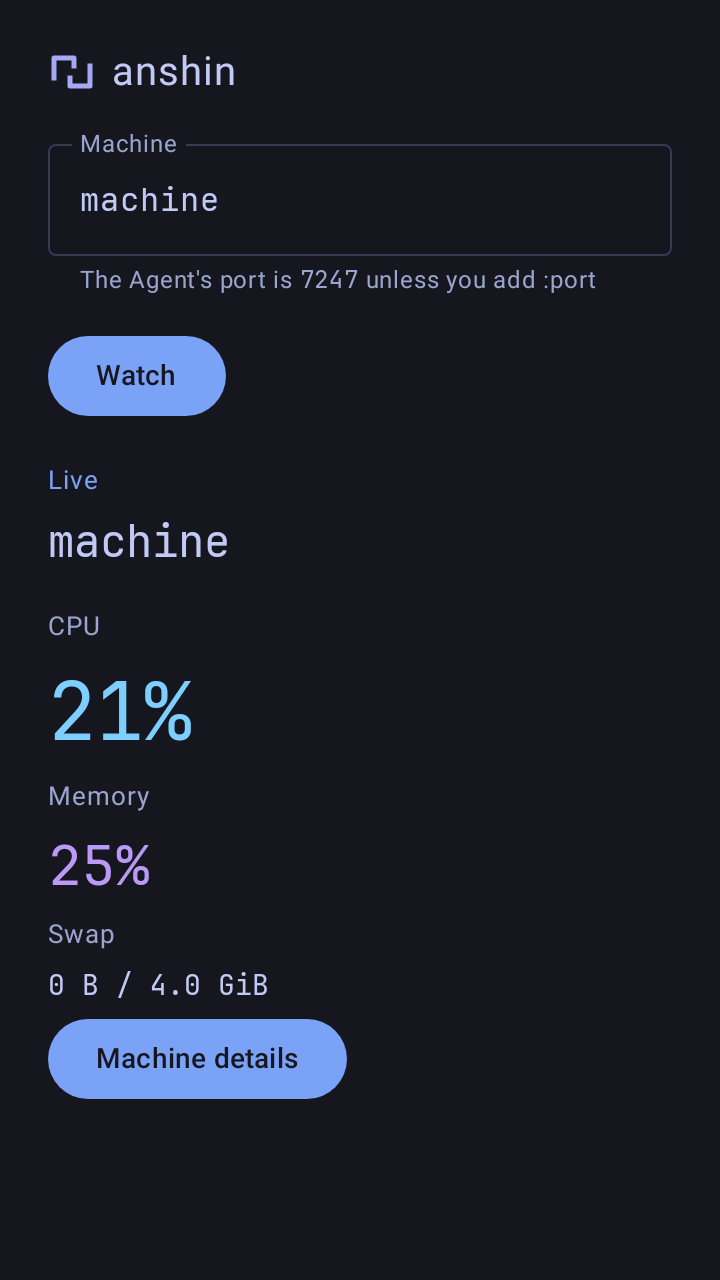 anshin
Machine
machine
The Agent's port is 7247 unless you add :port
Watch
Live
machine
CPU
21%
Memory
25%
Swap
0 B / 4.0 GiB
Machine details